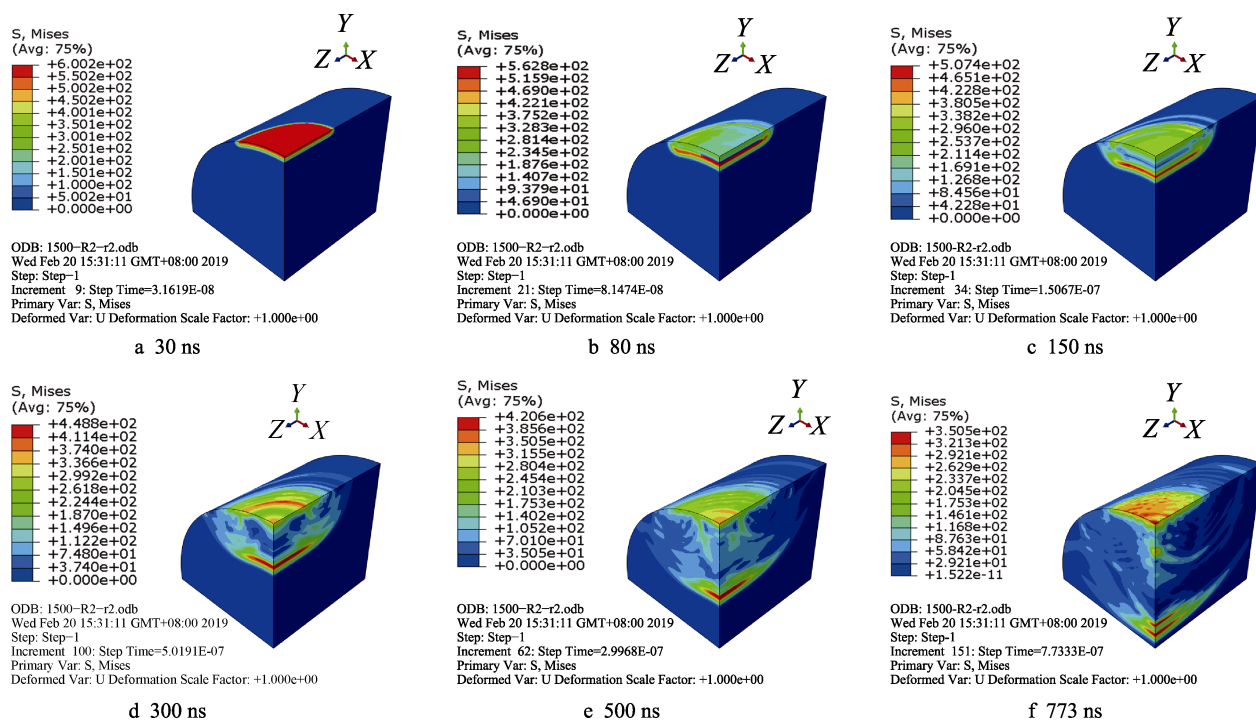 S, Mises
(Avg: 75%)
+6.002e+02
+5.502e+02
+5.002e+02
+4.502e+02
+4.001e+02
+3.501e+02
+3.001e+02
+2.501e+02
+2.001e+02
+1.501e+02
+1.000e+02
+5.002e+01
+0.000e+00
Y
Z X
ODB: 1500-R2-r2.odb
Wed Feb 20 15:31:11 GMT+08:00 2019
Step: Step-1
Increment 9: Step Time=3.1619E-08
Primary Var: S, Mises
Deformed Var: U Deformation Scale Factor: +1.000e+00
a 30 ns
S, Mises
(Avg: 75%)
+5.628e+02
+5.159e+02
+4.690e+02
+4.221e+02
+3.752e+02
+3.283e+02
+2.814e+02
+2.345e+02
+1.876e+02
+1.407e+02
+9.379e+01
+4.690e+01
+0.000e+00
Y
Z X
ODB: 1500-R2-r2.odb
Wed Feb 20 15:31:11 GMT+08:00 2019
Step: Step-1
Increment 21: Step Time=8.1474E-08
Primary Var: S, Mises
Deformed Var: U Deformation Scale Factor: +1.000e+00
b 80 ns
S, Mises
(Avg: 75%)
+5.074e+02
+4.651e+02
+4.228e+02
+3.805e+02
+3.382e+02
+2.960e+02
+2.537e+02
+2.114e+02
+1.691e+02
+1.268e+02
+8.456e+01
+4.228e+01
+0.000e+00
Y
Z X
ODB: 1500-R2-r2.odb
Wed Feb 20 15:31:11 GMT+08:00 2019
Step: Step-1
Increment 34: Step Time=1.5067E-07
Primary Var: S, Mises
Deformed Var: U Deformation Scale Factor: +1.000e+00
c 150 ns
S, Mises
(Avg: 75%)
+4.488e+02
+4.114e+02
+3.740e+02
+3.366e+02
+2.992e+02
+2.618e+02
+2.244e+02
+1.870e+02
+1.496e+02
+1.122e+02
+7.480e+01
+3.740e+01
+0.000e+00
Y
Z X
ODB: 1500-R2-r2.odb
Wed Feb 20 15:31:11 GMT+08:00 2019
Step: Step-1
Increment 100: Step Time=5.0191E-07
Primary Var: S, Mises
Deformed Var: U Deformation Scale Factor: +1.000e+00
d 300 ns
S, Mises
(Avg: 75%)
+4.206e+02
+3.856e+02
+3.505e+02
+3.155e+02
+2.804e+02
+2.454e+02
+2.103e+02
+1.753e+02
+1.402e+02
+1.052e+02
+7.010e+01
+3.505e+01
+0.000e+00
Y
Z X
ODB: 1500-R2-r2.odb
Wed Feb 20 15:31:11 GMT+08:00 2019
Step: Step-1
Increment 62: Step Time=2.9968E-07
Primary Var: S, Mises
Deformed Var: U Deformation Scale Factor: +1.000e+00
e 500 ns
S, Mises
(Avg: 75%)
+3.505e+02
+3.213e+02
+2.921e+02
+2.629e+02
+2.337e+02
+2.045e+02
+1.753e+02
+1.461e+02
+1.168e+02
+8.763e+01
+5.842e+01
+2.921e+01
+1.522e-11
Y
Z X
ODB: 1500-R2-r2.odb
Wed Feb 20 15:31:11 GMT+08:00 2019
Step: Step-1
Increment 151: Step Time=7.7333E-07
Primary Var: S, Mises
Deformed Var: U Deformation Scale Factor: +1.000e+00
f 773 ns